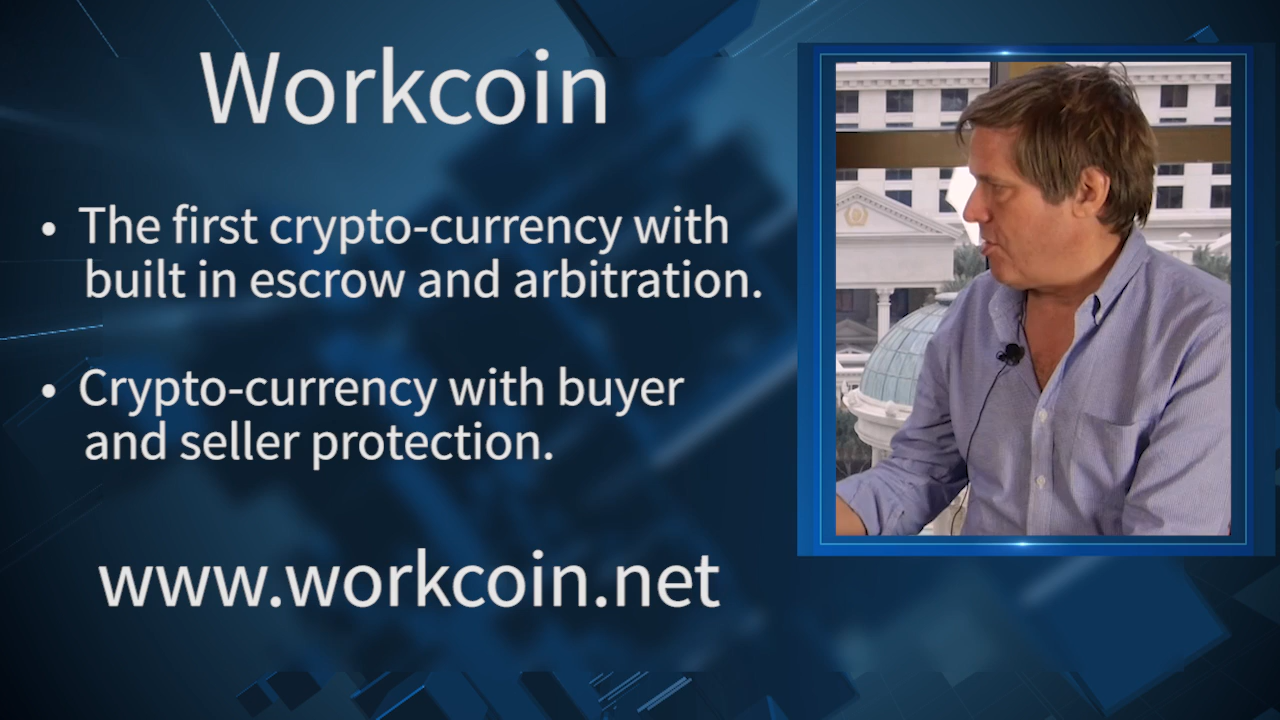 Workcoin
• The first crypto-currency with
built in escrow and arbitration.
• Crypto-currency with buyer
and seller protection.
www.workcoin.net